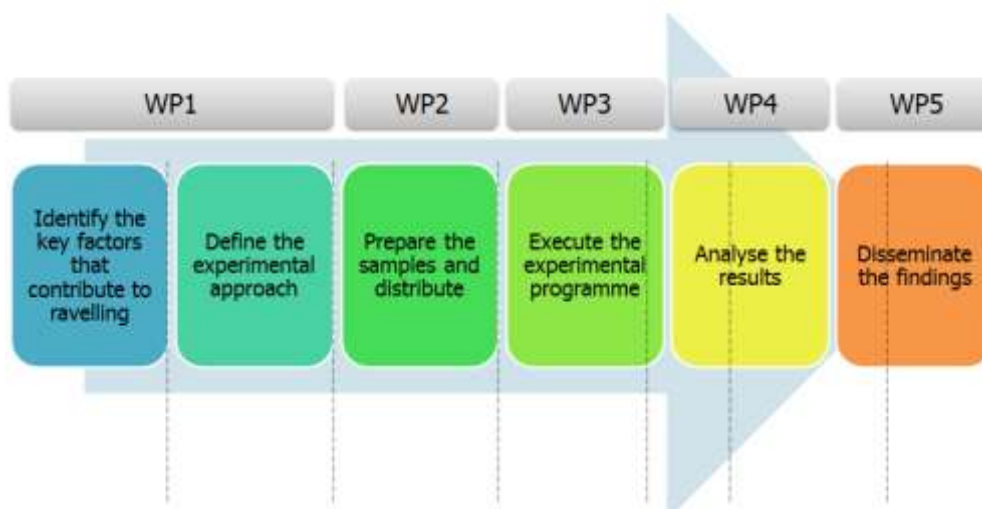 WP1
WP2
WP3
WP4
WP5
Identify the
key factors
that
contribute to
ravelling
Define the
experimental
approach
Prepare the
samples and
distribute
Execute the
experimental
programme
Analyse the
results
Disseminate
the findings